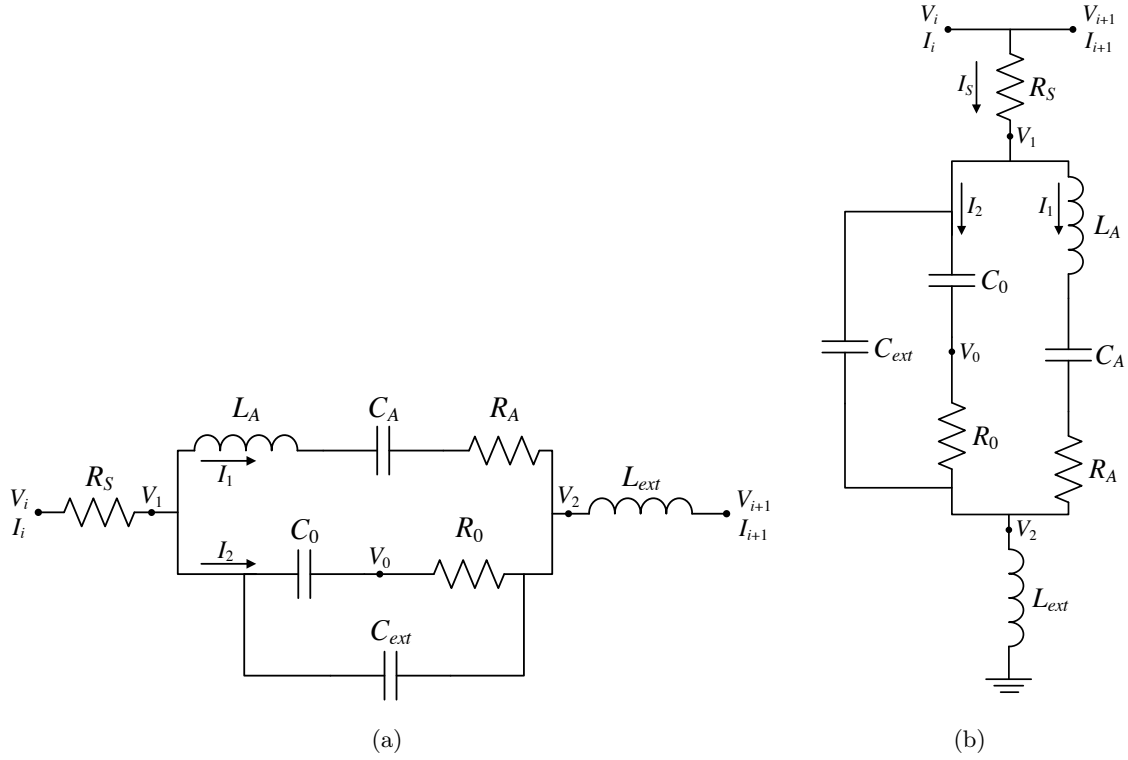 L_A
C_A
R_A
I_1
R_S
V_1
V_i
I_i
V_2
L_ext
V_{i+1}
I_{i+1}
I_2
C_0
V_0
R_0
C_ext
(a)
V_i
I_i
V_{i+1}
I_{i+1}
I_S
R_S
V_1
I_2
I_1
L_A
C_0
C_ext
V_0
C_A
R_0
R_A
V_2
L_ext
(b)